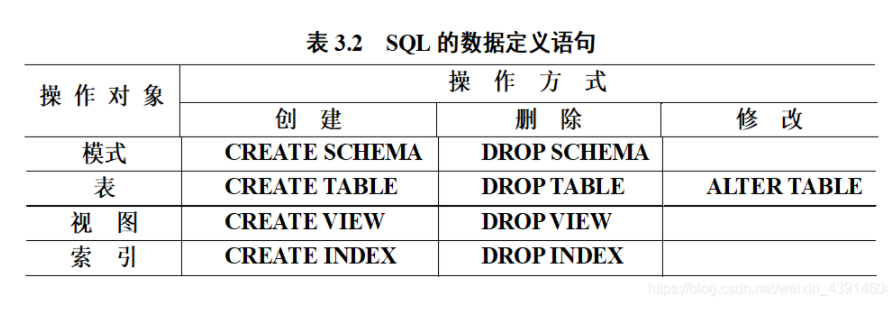 表 3.2 SQL 的数据定义语句
操作对象 操作方式
创建 删除 修改
模式 CREATE SCHEMA DROP SCHEMA
表 CREATE TABLE DROP TABLE ALTER TABLE
视图 CREATE VIEW DROP VIEW
索引 CREATE INDEX DROP INDEX
https://blog.csdn.net/weixin_4391460